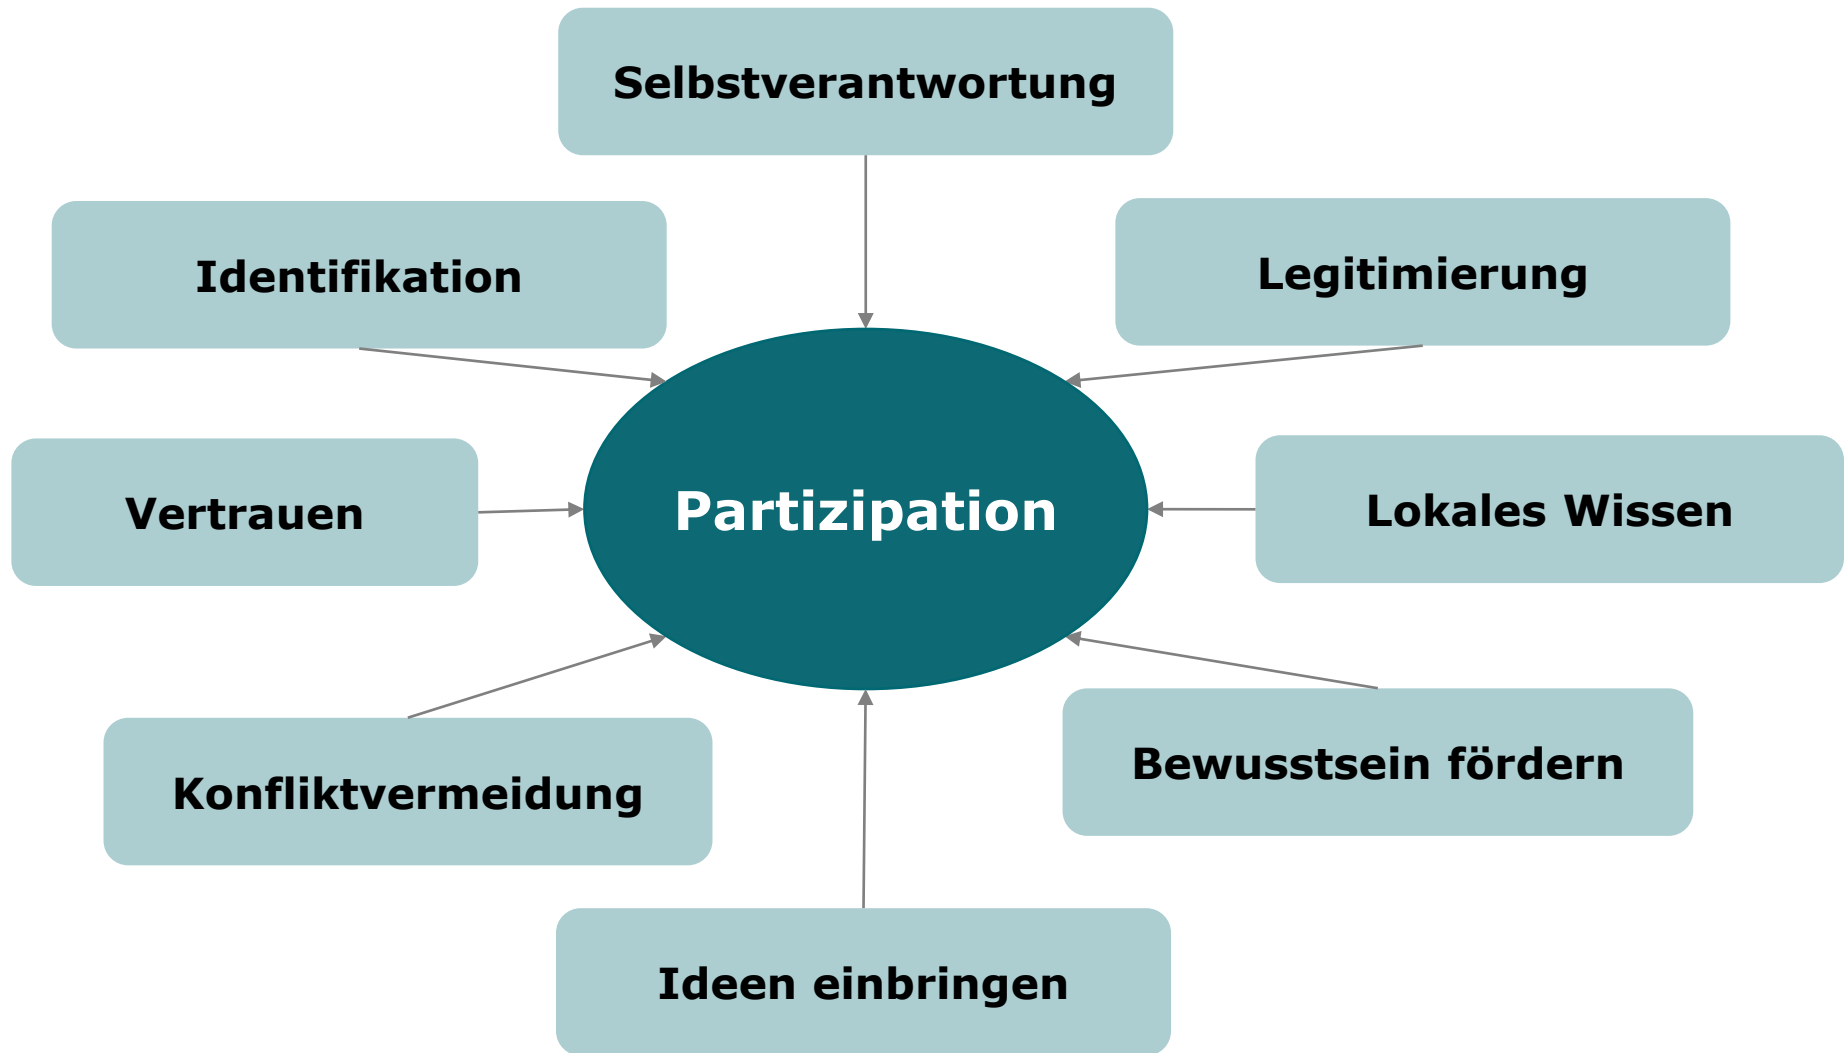 Selbstverantwortung
Identifikation
Legitimierung
Vertrauen
Partizipation
Lokales Wissen
Konfliktvermeidung
Bewusstsein fördern
Ideen einbringen